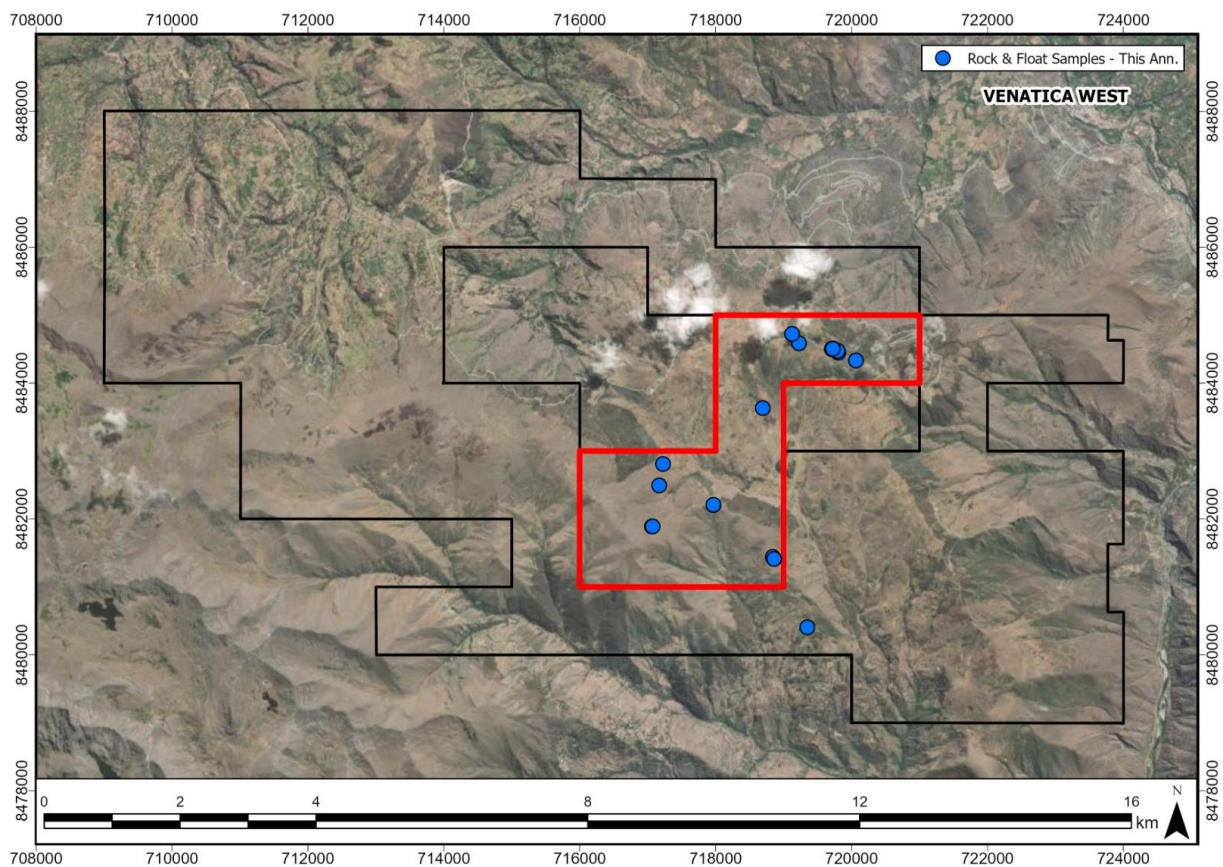 708000 710000 712000 714000 716000 718000 720000 722000 724000
Rock & Float Samples - This Ann.
VENATICA WEST
8488000 8488000
8486000 8486000
8484000 8484000
8482000 8482000
8480000 8480000
8478000 8478000
N
0 2 4 8 12 16
km
708000 710000 712000 714000 716000 718000 720000 722000 724000